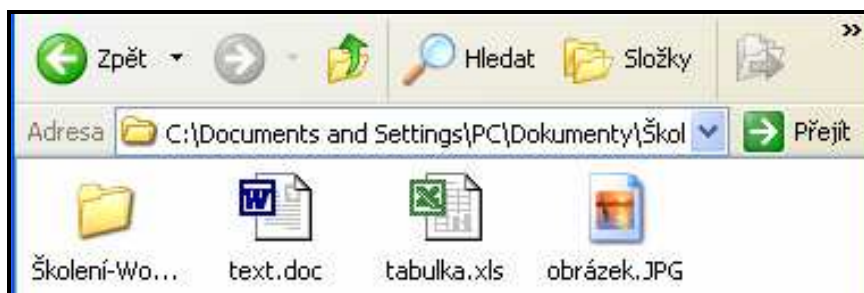 Zpět Hledat Složky »
Adresa C:\Documents and Settings\PC\Dokumenty\Škol Přejít
Školení-Wo... text.doc tabulka.xls obrázek.JPG